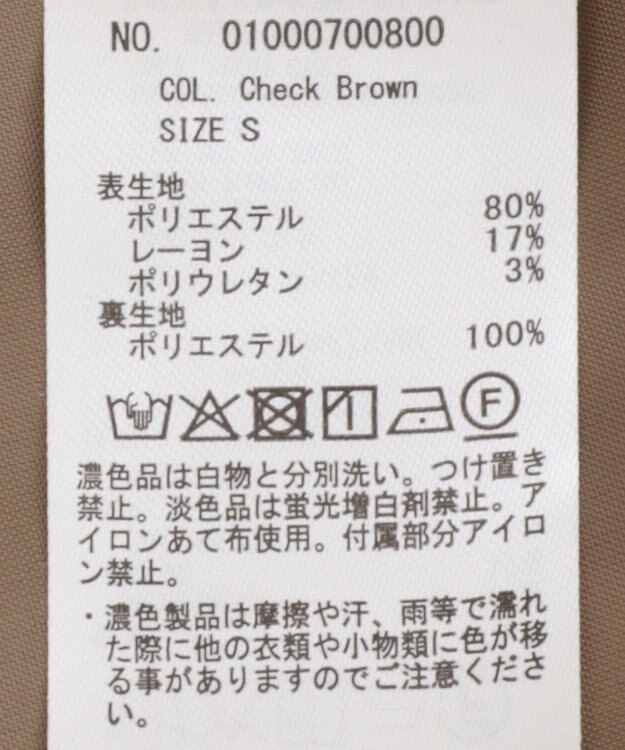 NO. 01000700800
COL. Check Brown
SIZE S
表生地
ポリエステル 80%
レーヨン 17%
ポリウレタン 3%
裏生地
ポリエステル 100%
F
濃色品は白物と分別洗い。つけ置き
禁止。淡色品は蛍光増白剤禁止。ア
イロンあて布使用。付属部分アイロ
ン禁止。
・濃色製品は摩擦や汗、雨等で濡れ
た際に他の衣類や小物類に色が移
る事がありますのでご注意くださ
い。